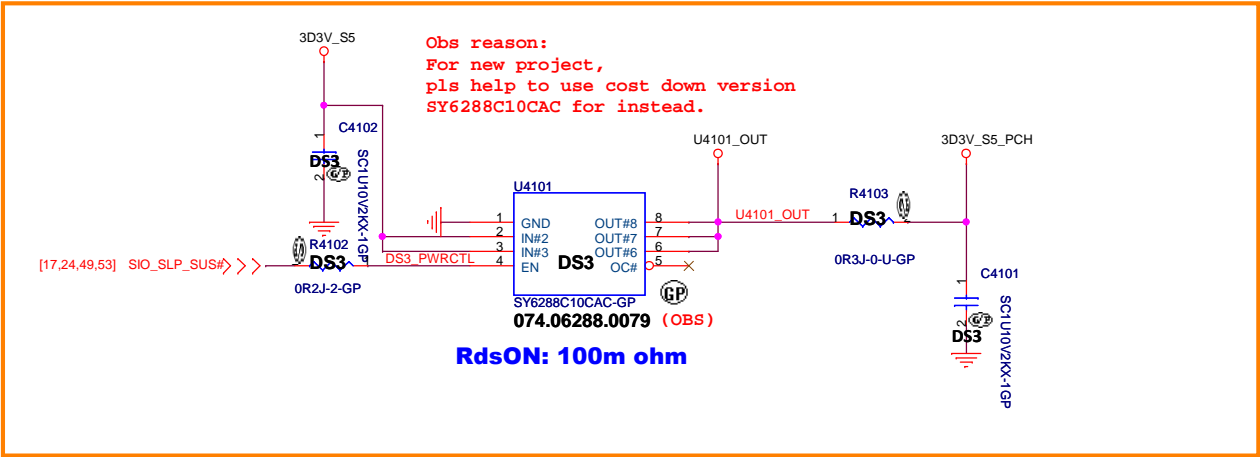 3D3V_S5
Obs reason:
For new project,
pls help to use cost down version
SY6288C10CAC for instead.
1
C4102
DS3
G/P
2
SC1U10V2KX-1GP
U4101_OUT
3D3V_S5_PCH
U4101
1 GND OUT#8 8
2 IN#2 OUT#7 7
3 IN#3 OUT#6 6
4 EN OC# 5
DS3
U4101_OUT
1 R4103
DS3
0R3J-0-U-GP
[17,24,49,53] SIO_SLP_SUS#
R4102
DS3
0R2J-2-GP
DS3_PWRCTL
GP
SY6288C10CAC-GP
074.06288.0079 (OBS)
RdsON: 100m ohm
1
C4101
2
G/P
DS3
SC1U10V2KX-1GP